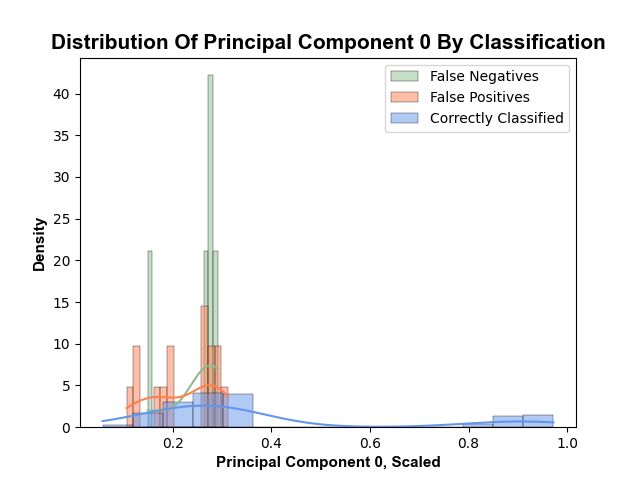 Distribution Of Principal Component 0 By Classification
False Negatives
False Positives
Correctly Classified
Density
40
35
30
25
20
15
10
5
0
0.2 0.4 0.6 0.8 1.0
Principal Component 0, Scaled